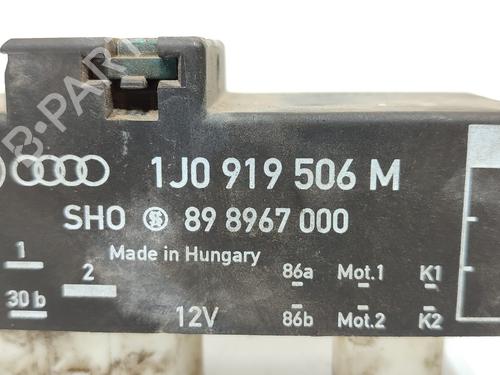 B-PARTS
1J0 919 506 M
SHO 89 8967 000
Made in Hungary
1
2
86a Mot.1 K1
30 b
12V
86b Mot.2 K2